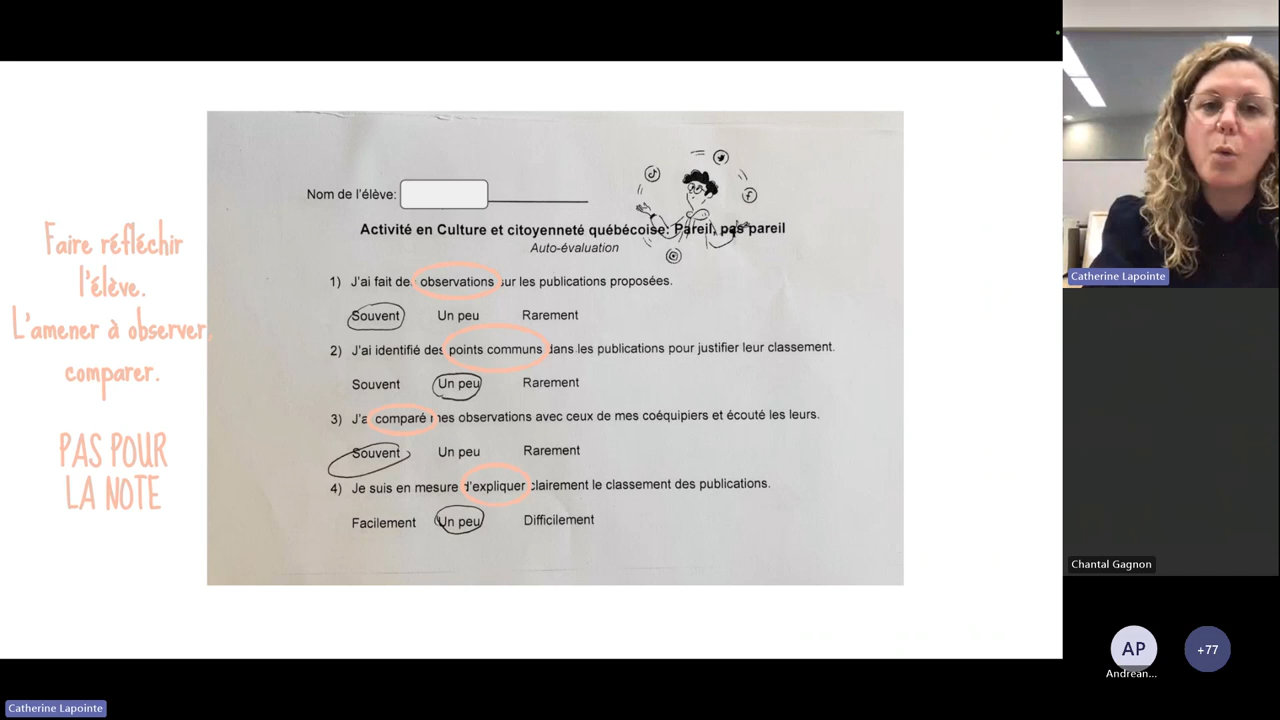 Faire réfléchir
l'élève.
L'amener à observer,
comparer.
PAS POUR
LA NOTE
Nom de l'élève:
Activité en Culture et citoyenneté québécoise: Pareil, pas pareil
Auto-évaluation
1) J'ai fait de observations sur les publications proposées.
Souvent Un peu Rarement
2) J'ai identifié des points communs dans les publications pour justifier leur classement.
Souvent Un peu Rarement
3) J'a comparé mes observations avec ceux de mes coéquipiers et écouté les leurs.
Souvent Un peu Rarement
4) Je suis en mesure d'expliquer clairement le classement des publications.
Facilement Un peu Difficilement
Catherine Lapointe
Chantal Gagnon
AP
+77
Andréan...
Catherine Lapointe